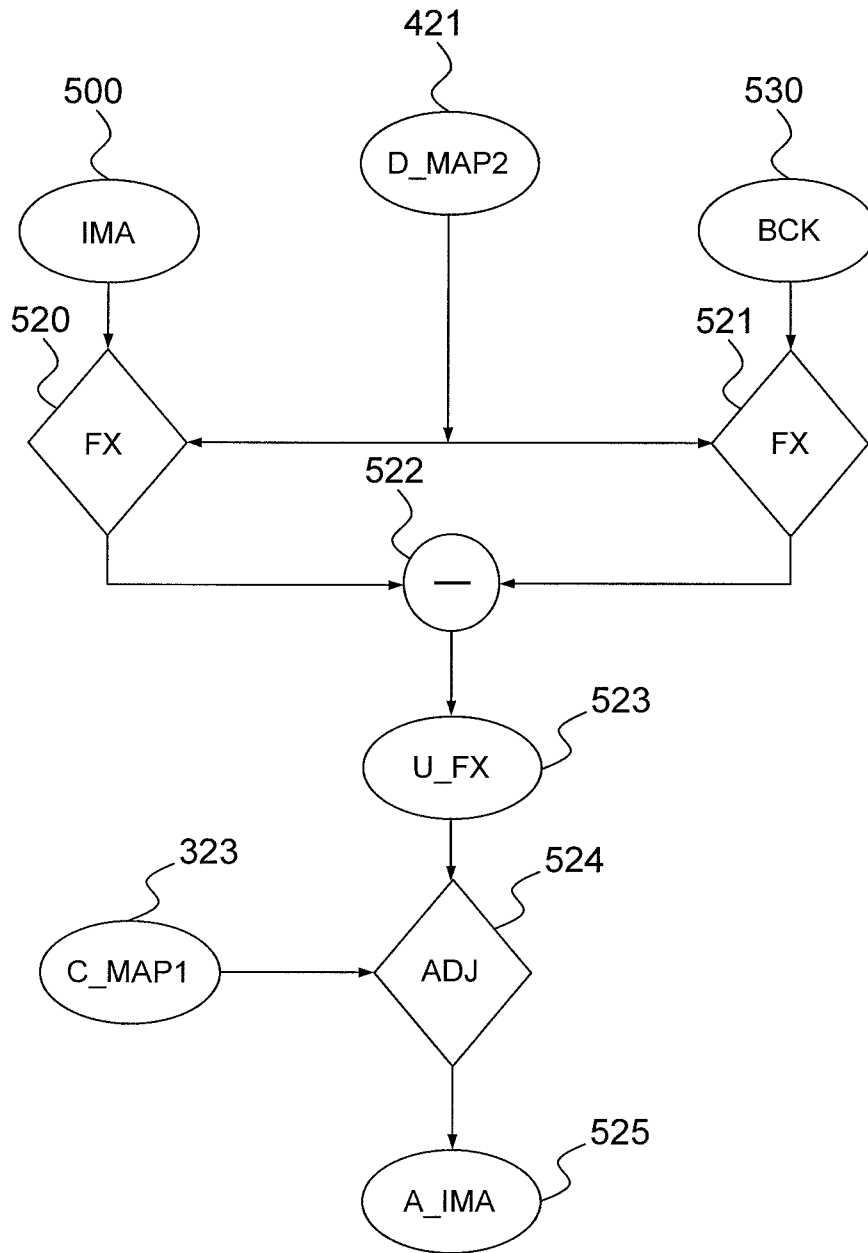 421
500
530
D_MAP2
IMA
BCK
520
521
FX
FX
522
—
523
U_FX
323
524
C_MAP1
ADJ
525
A_IMA